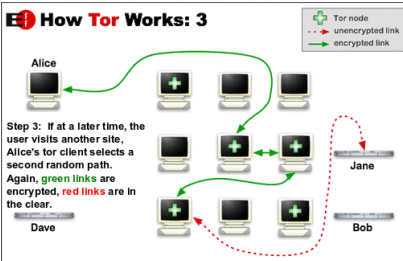 EFF How Tor Works: 3
Tor node
unencrypted link
encrypted link
Alice
Step 3: If at a later time, the
user visits another site,
Alice's tor client selects a
second random path.
Again, green links are
encrypted, red links are in
the clear.
Jane
Dave
Bob